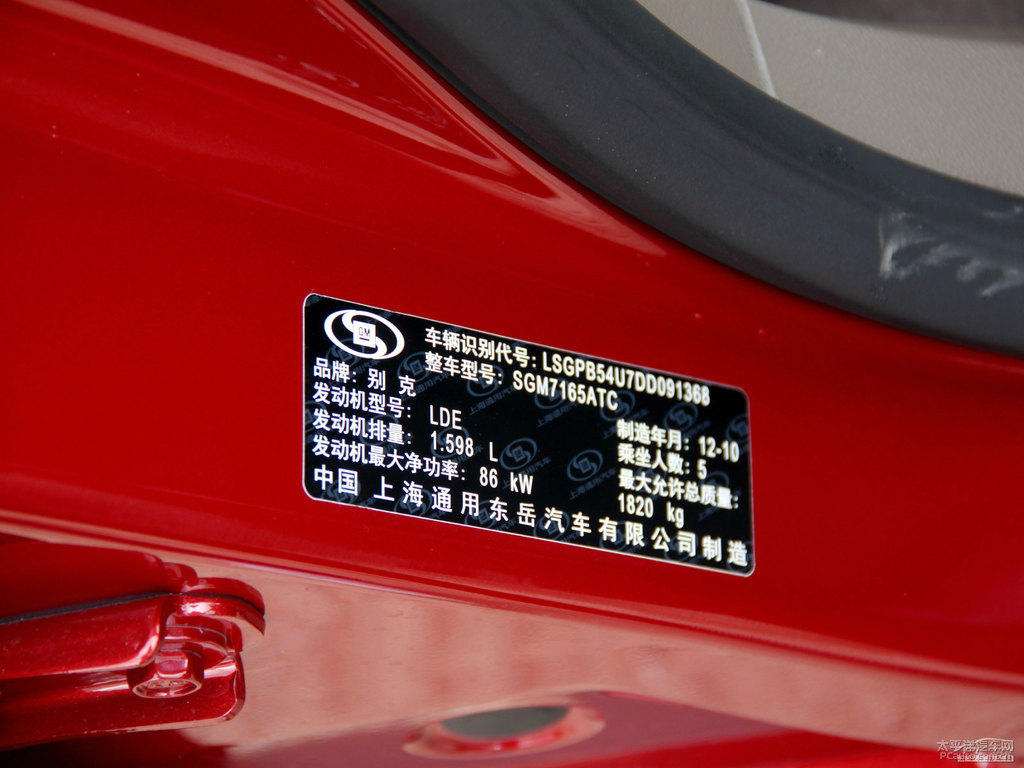 GM
车辆识别代号: LSGPB54U7DD091368
整车型号: SGM7165ATC
品牌: 别 克
发动机型号: LDE
发动机排量: 1.598 L
发动机最大净功率: 86 kW
制造年月: 12-10
乘坐人数: 5
最大允许总质量:
1820 kg
中国 上海通用东岳汽车有限公司制造
太平洋汽车网
PCauto.com.cn